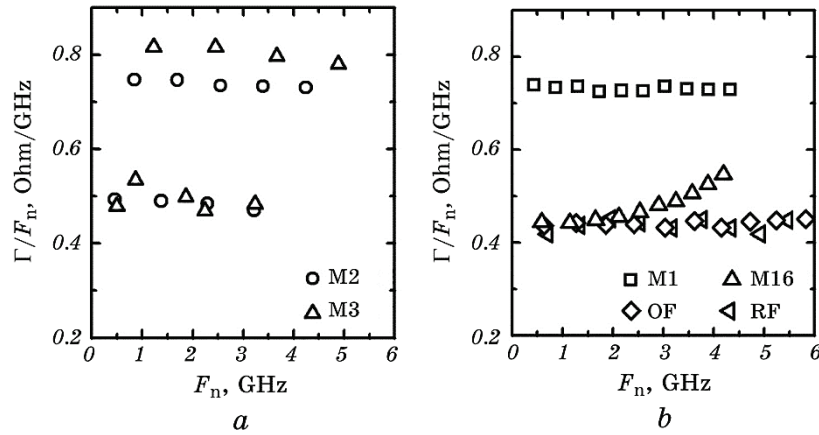 Γ/Fn, Ohm/GHz
0.8
0.6
0.4
0.2
M2
M3
0 1 2 3 4 5 6
Fn, GHz
a
Γ/Fn, Ohm/GHz
0.8
0.6
0.4
0.2
M1 M16
OF RF
0 1 2 3 4 5 6
Fn, GHz
b